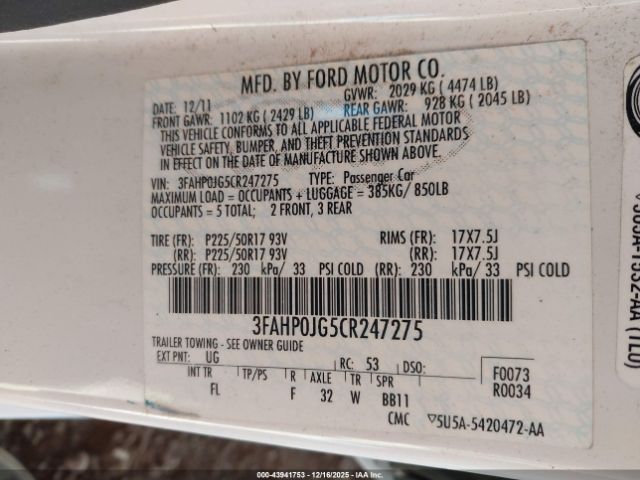 MFD. BY FORD MOTOR CO.
DATE: 12/11 GVWR: 2029 KG ( 4474 LB)
FRONT GAWR: 1102 KG ( 2429 LB) REAR GAWR: 928 KG ( 2045 LB)
THIS VEHICLE CONFORMS TO ALL APPLICABLE FEDERAL MOTOR
VEHICLE SAFETY, BUMPER, AND THEFT PREVENTION STANDARDS
IN EFFECT ON THE DATE OF MANUFACTURE SHOWN ABOVE.
VIN: 3FAHP0JG5CR247275 TYPE: Passenger Car
MAXIMUM LOAD = OCCUPANTS + LUGGAGE = 385KG/ 850LB
OCCUPANTS = 5 TOTAL; 2 FRONT, 3 REAR
TIRE (FR): P225/50R17 93V RIMS (FR): 17X7.5J
(RR): P225/50R17 93V (RR): 17X7.5J
PRESSURE (FR): 230 kPa/ 33 PSI COLD (RR): 230 kPa/ 33 PSI COLD
3FAHP0JG5CR247275
TRAILER TOWING - SEE OWNER GUIDE
EXT PNT: UG RC: 53 DSO: F0073
R0034
INT TR TP/PS R AXLE TR SPR
FL F 32 W BB11
CMC 5U5A-5420472-AA
000-43941753 - 12/16/2025 - IAA, Inc.